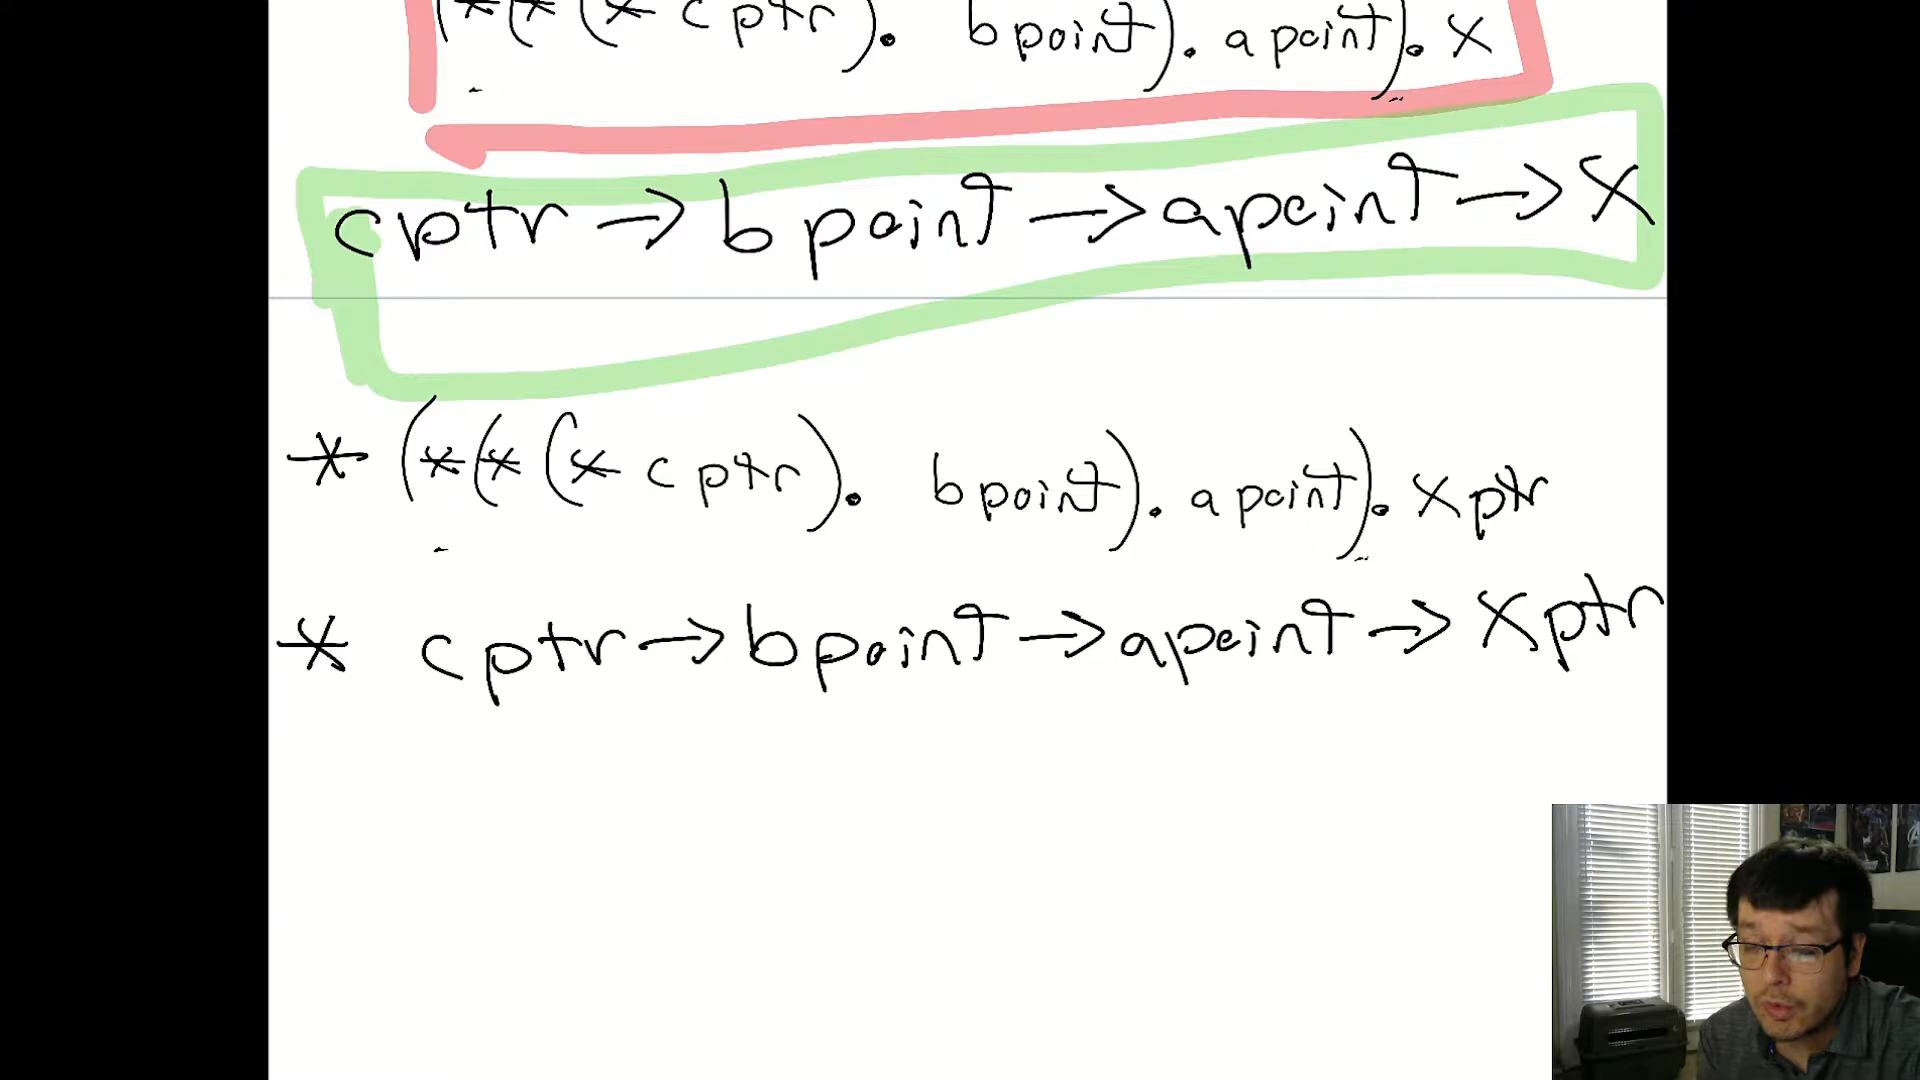 (*(*(*cptr). bpoint). apoint). x
cptr → bpoint → apoint → x
* (*(*(*cptr). bpoint). apoint). xptr
* cptr → bpoint → apoint → xptr